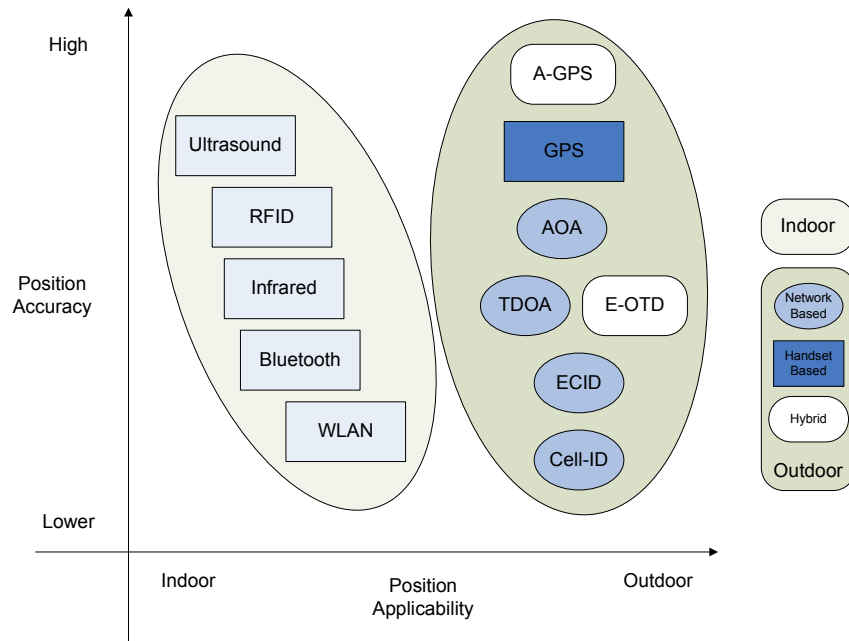 High
A-GPS
Ultrasound
GPS
RFID
AOA
Indoor
Position
Accuracy
Infrared
TDOA
E-OTD
Network
Based
Bluetooth
ECID
Handset
Based
WLAN
Hybrid
Cell-ID
Outdoor
Lower
Indoor
Position
Applicability
Outdoor